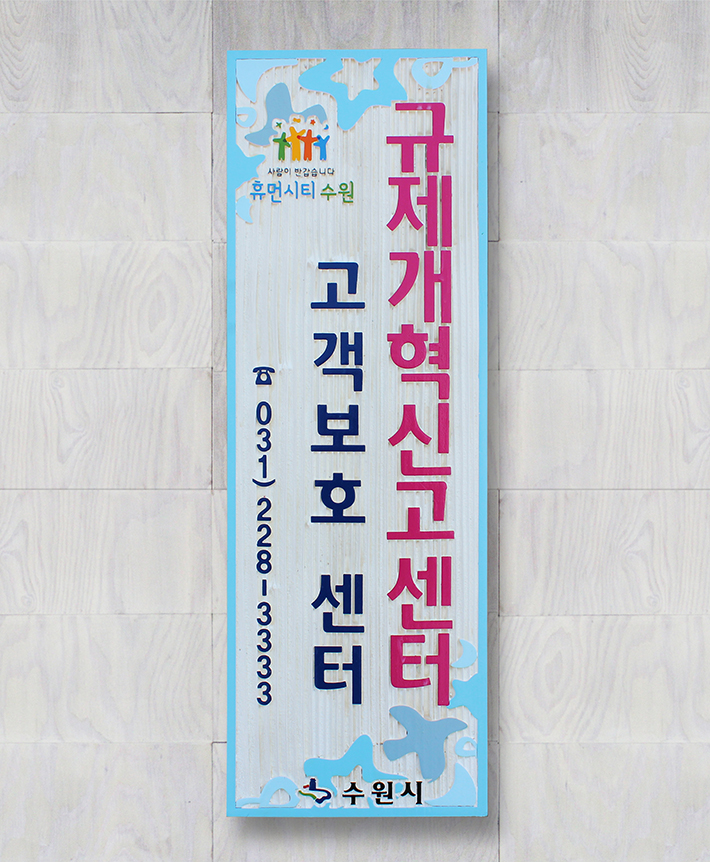 사람이 반갑습니다
휴먼시티 수원
규제개혁신고센터
고객보호 센터
☎ 031) 228-3333
수원시